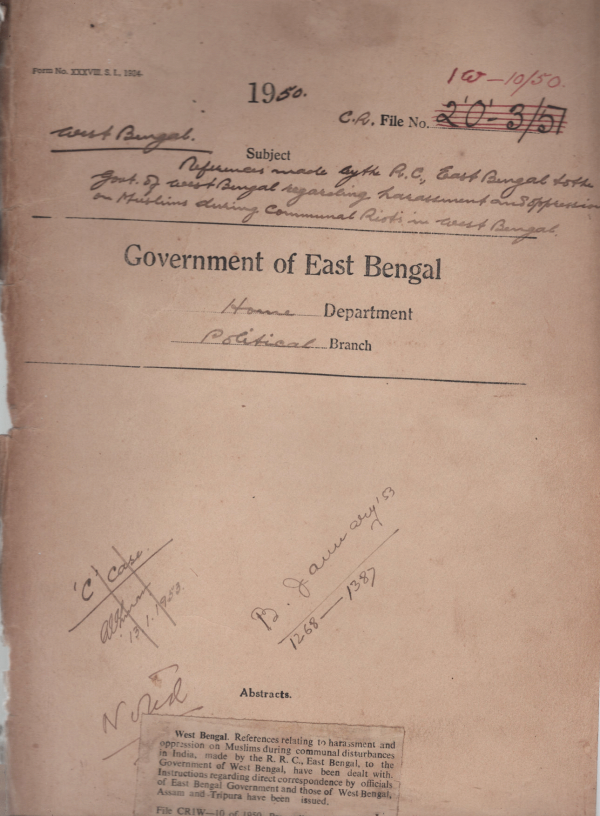 Form No. XXXVIII. S. I., 1924.
1W-10/50.
1950.
C.R. File No. 20-3/51
West Bengal.
Subject
References made by the R.C., East Bengal to the
Govt. of West Bengal regarding harassment and oppression
on Muslims during Communal Riots in West Bengal.
Government of East Bengal
Home Department
Political Branch
'C' Case
13.1.1953
B. January '53
1268-1387
Noted
Abstracts.
West Bengal. References relating to harassment and
oppression on Muslims during communal disturbances
in India, made by the R. R. C., East Bengal, to the
Government of West Bengal, have been dealt with.
Instructions regarding direct correspondence by officials
of East Bengal Government and those of West Bengal,
Assam and Tripura have been issued.
File CR1W—10 of 1950